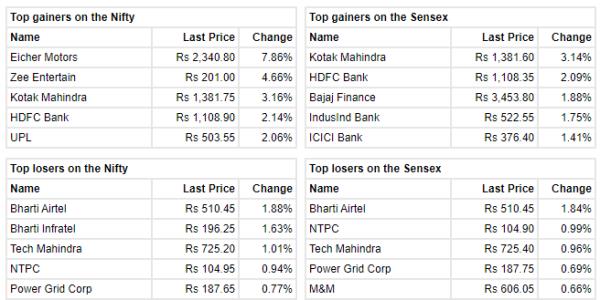 Top gainers on the Nifty
Name Last Price Change
Eicher Motors Rs 2,340.80 7.86%
Zee Entertain Rs 201.00 4.66%
Kotak Mahindra Rs 1,381.75 3.16%
HDFC Bank Rs 1,108.90 2.14%
UPL Rs 503.55 2.06%
Top gainers on the Sensex
Name Last Price Change
Kotak Mahindra Rs 1,381.60 3.14%
HDFC Bank Rs 1,108.35 2.09%
Bajaj Finance Rs 3,453.80 1.88%
IndusInd Bank Rs 522.55 1.75%
ICICI Bank Rs 376.40 1.41%
Top losers on the Nifty
Name Last Price Change
Bharti Airtel Rs 510.45 1.88%
Bharti Infratel Rs 196.25 1.63%
Tech Mahindra Rs 725.20 1.01%
NTPC Rs 104.95 0.94%
Power Grid Corp Rs 187.65 0.77%
Top losers on the Sensex
Name Last Price Change
Bharti Airtel Rs 510.45 1.84%
NTPC Rs 104.90 0.99%
Tech Mahindra Rs 725.40 0.96%
Power Grid Corp Rs 187.75 0.69%
M&M Rs 606.05 0.66%